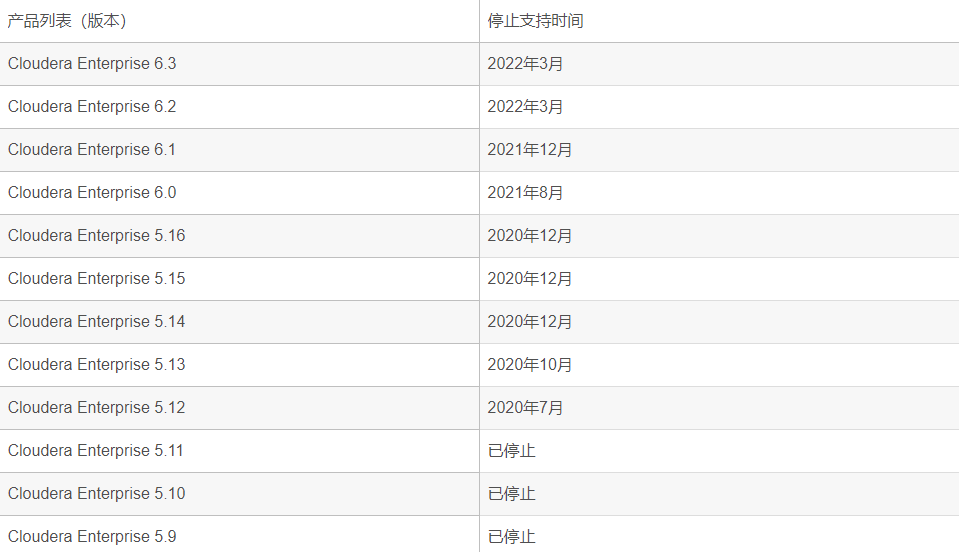 产品列表（版本） 停止支持时间
Cloudera Enterprise 6.3 2022年3月
Cloudera Enterprise 6.2 2022年3月
Cloudera Enterprise 6.1 2021年12月
Cloudera Enterprise 6.0 2021年8月
Cloudera Enterprise 5.16 2020年12月
Cloudera Enterprise 5.15 2020年12月
Cloudera Enterprise 5.14 2020年12月
Cloudera Enterprise 5.13 2020年10月
Cloudera Enterprise 5.12 2020年7月
Cloudera Enterprise 5.11 已停止
Cloudera Enterprise 5.10 已停止
Cloudera Enterprise 5.9 已停止